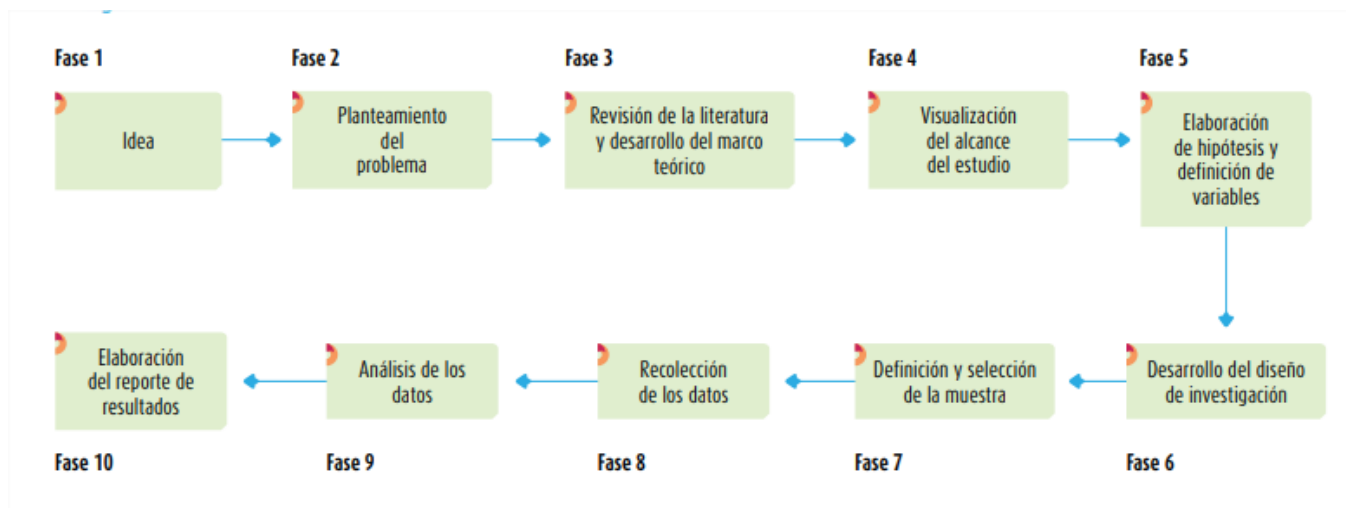 Fase 1
Fase 2
Fase 3
Fase 4
Fase 5
Idea
Planteamiento
del
problema
Revisión de la literatura
y desarrollo del marco
teórico
Visualización
del alcance
del estudio
Elaboración
de hipótesis y
definición de
variables
Elaboración
del reporte de
resultados
Análisis de los
datos
Recolección
de los datos
Definición y selección
de la muestra
Desarrollo del diseño
de investigación
Fase 10
Fase 9
Fase 8
Fase 7
Fase 6